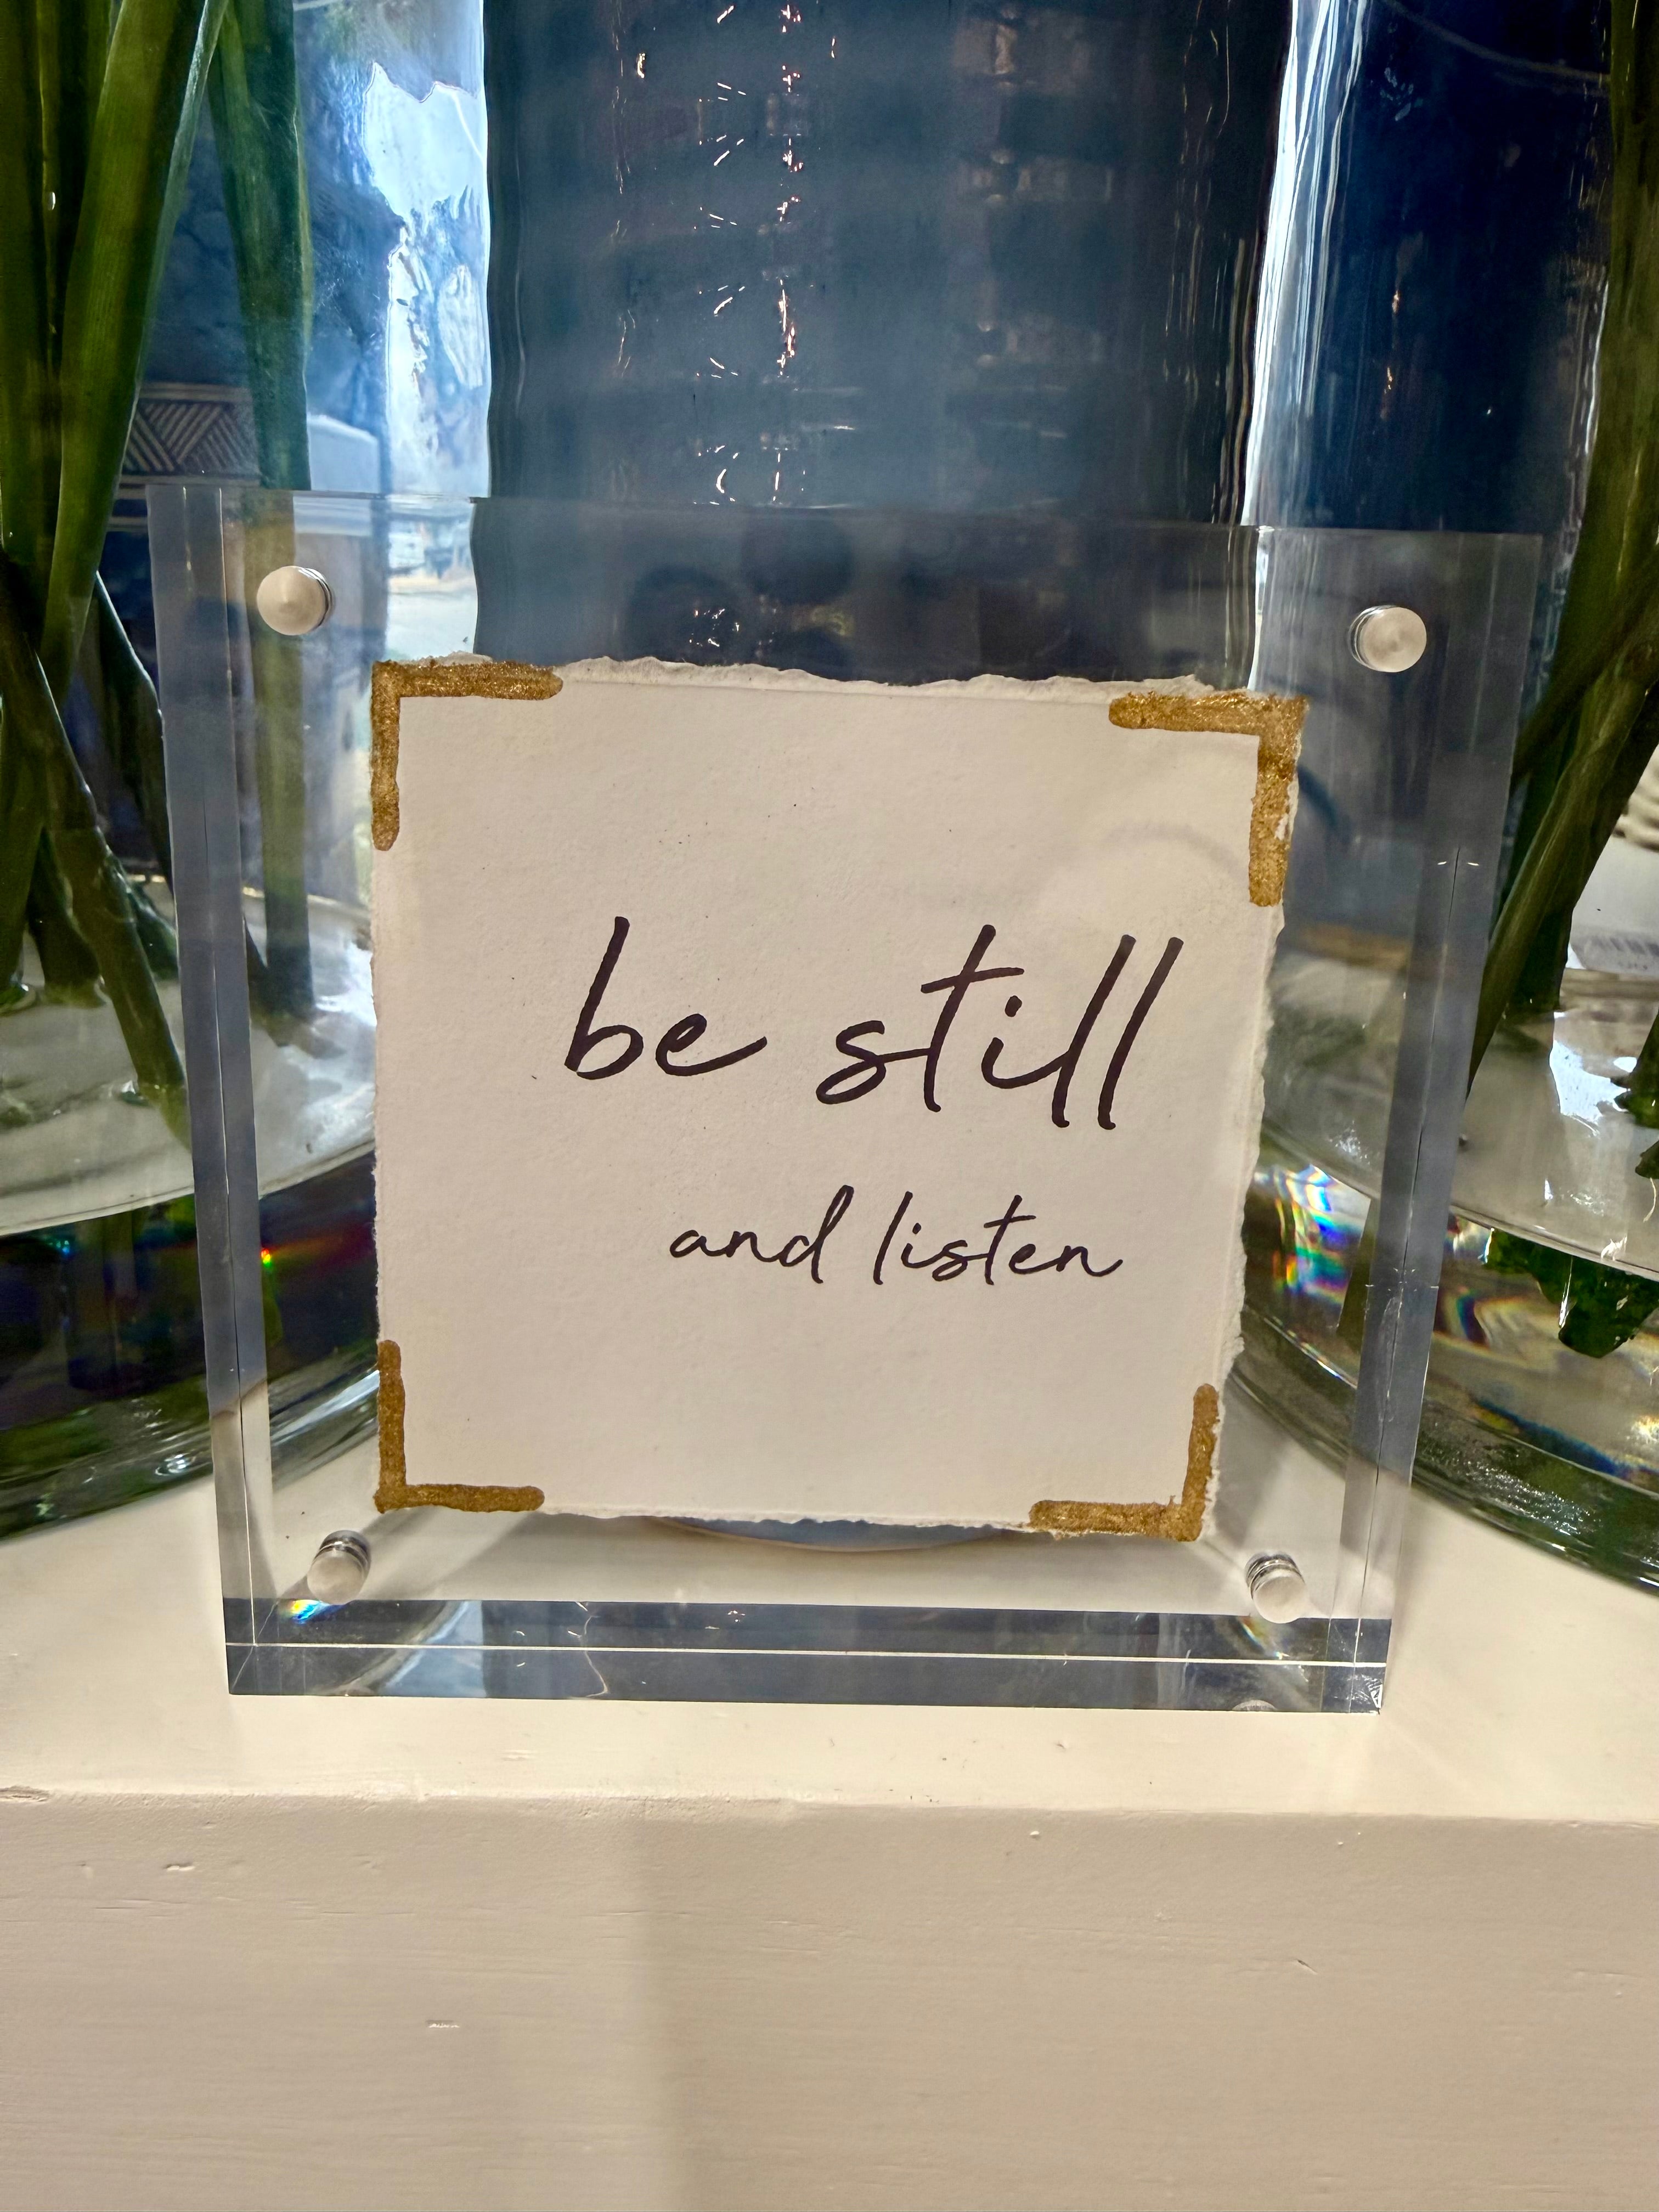 be still
and listen